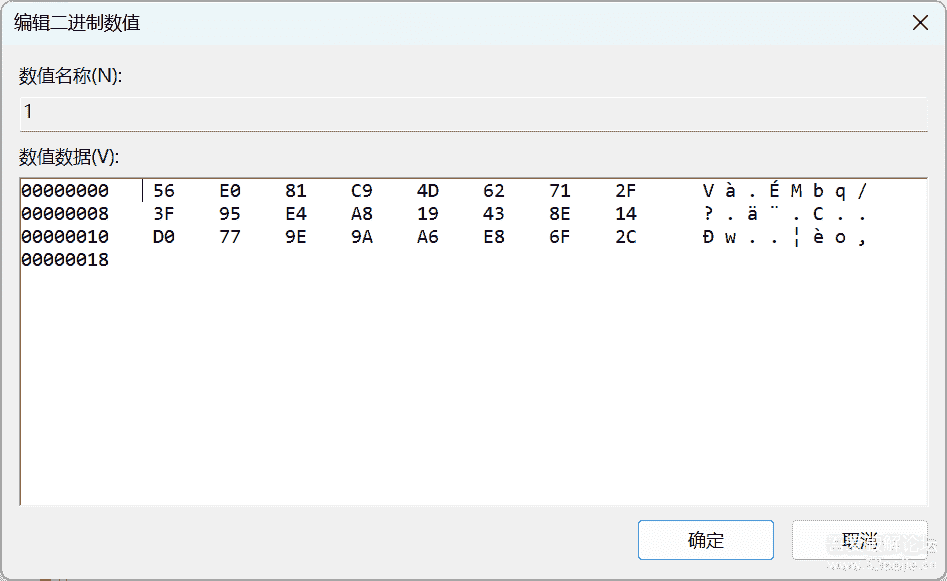 编辑二进制数值
数值名称(N):
1
数值数据(V):
00000000 56 E0 81 C9 4D 62 71 2F V à . É M b q /
00000008 3F 95 E4 A8 19 43 8E 14 ? . ä ¨ . C . .
00000010 D0 77 9E 9A A6 E8 6F 2C Ð w . . ¦ è o ,
00000018
确定 取消